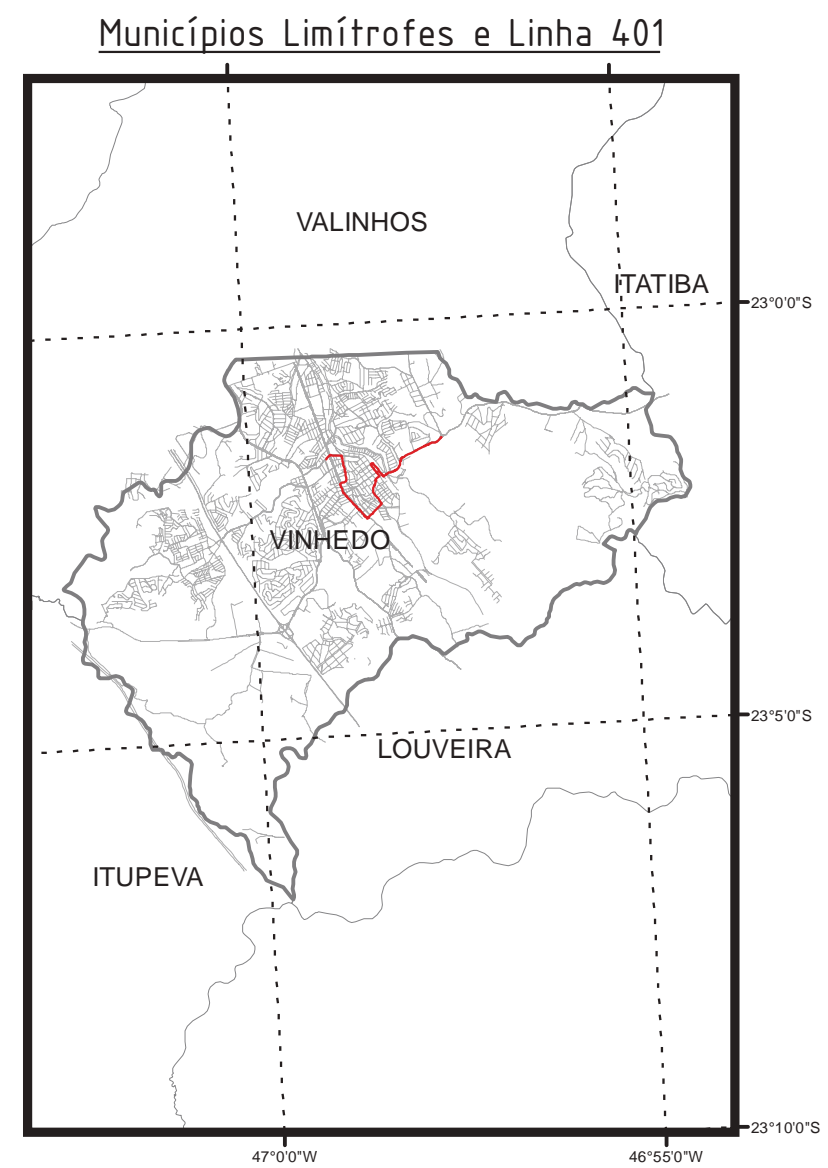 Municípios Limítrofes e Linha 401
VALINHOS
ITATIBA
23°0'0"S
VINHEDO
23°5'0"S
LOUVEIRA
ITUPEVA
23°10'0"S
47°0'0"W
46°55'0"W